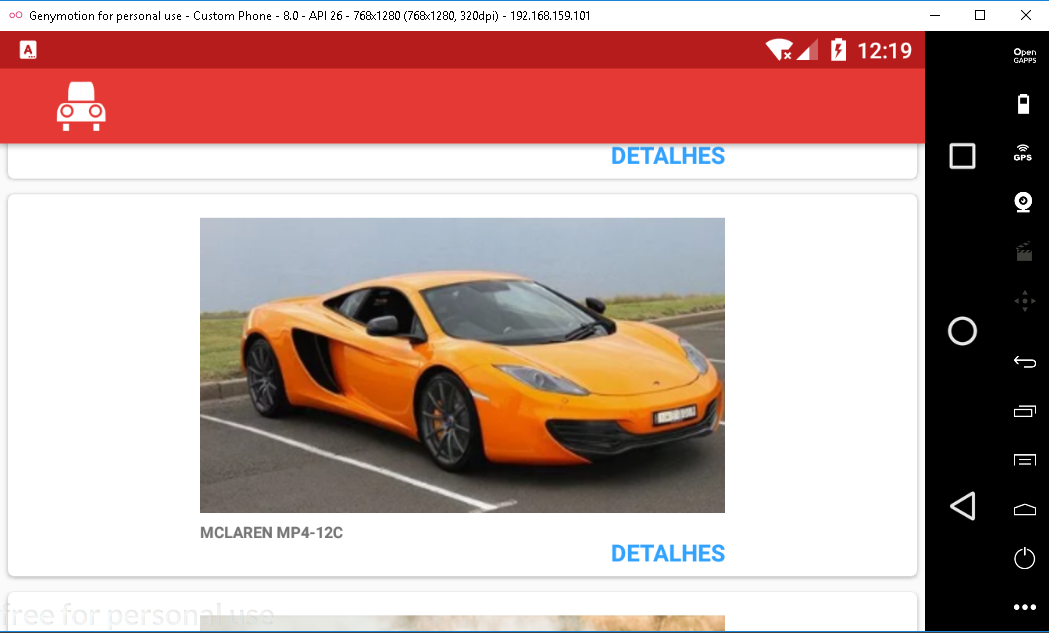 Genymotion for personal use - Custom Phone - 8.0 - API 26 - 768x1280 (768x1280, 320dpi) - 192.168.159.101
A
12:19
Open
GAPPS
GPS
DETALHES
MCLAREN MP4-12C
DETALHES
free for personal use